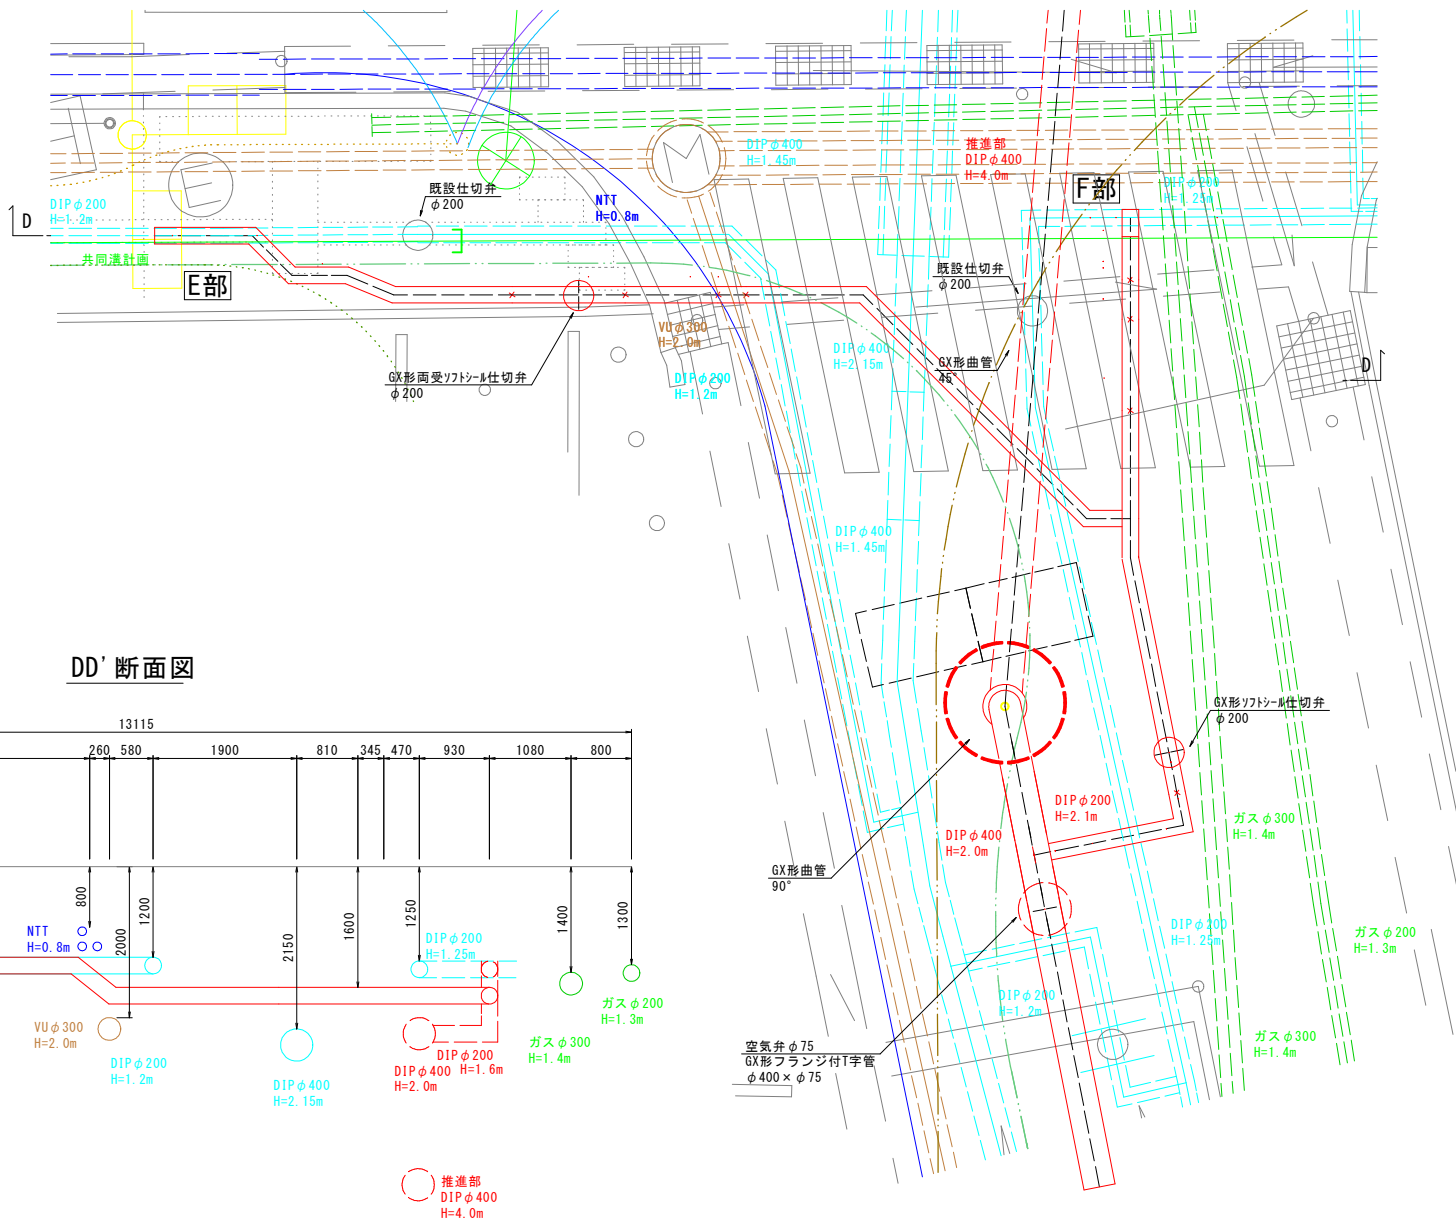 DIPφ400
H=1.45m
推進部
DIPφ400
H=4.0m
F部
DIPφ200
H=1.25m
既設仕切弁
φ200
NTT
H=0.8m
DIPφ200
H=1.2m
D
共同溝計画
E部
既設仕切弁
φ200
VUφ300
H=2.0m
DIPφ400
H=2.15m
GX形曲管
45°
D
GX形両受ソフトシール仕切弁
φ200
DIPφ200
H=1.2m
DIPφ400
H=1.45m
DD'断面図
GX形ソフトシール仕切弁
φ200
13115
260
580
1900
810
345
470
930
1080
800
DIPφ200
H=2.1m
DIPφ400
H=2.0m
ガスφ300
H=1.4m
GX形曲管
90°
800
2000
1200
2150
1600
1250
1400
1300
NTT
H=0.8m
DIPφ200
H=1.25m
DIPφ200
H=1.25m
ガスφ200
H=1.3m
ガスφ200
H=1.3m
VUφ300
H=2.0m
DIPφ200
H=1.2m
DIPφ400
H=2.15m
DIPφ400
H=2.0m
DIPφ200
H=1.6m
ガスφ300
H=1.4m
DIPφ200
H=1.2m
ガスφ300
H=1.4m
空気弁φ75
GX形フランジ付T字管
φ400×φ75
推進部
DIPφ400
H=4.0m